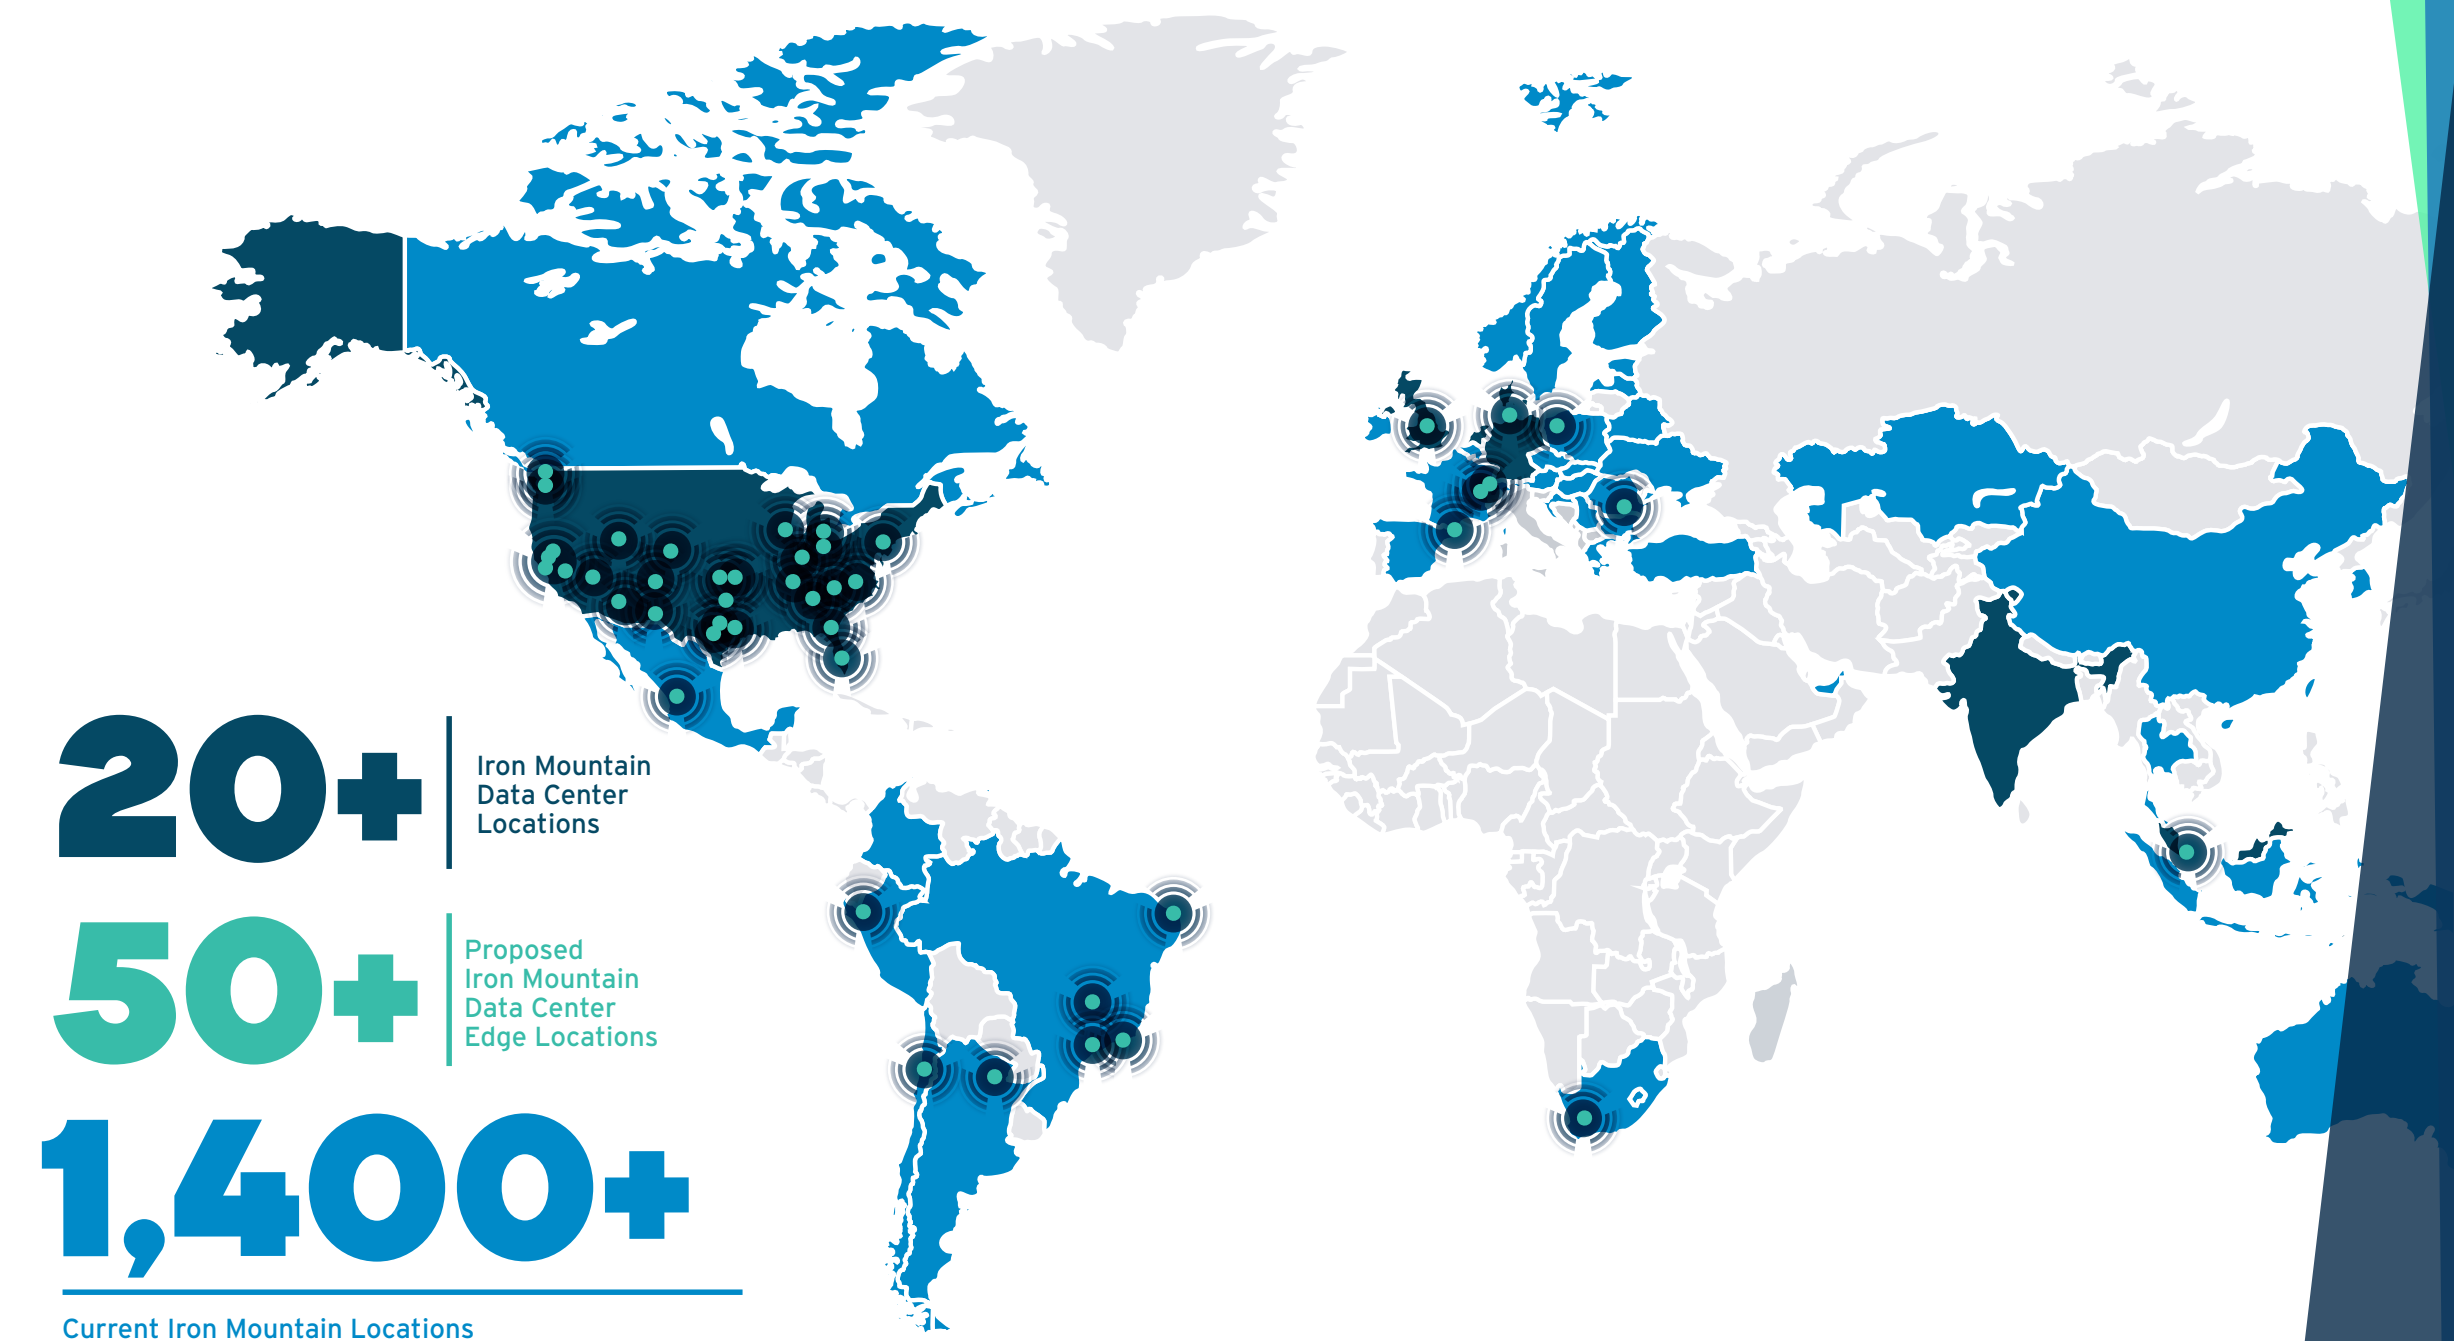 20+
Iron Mountain
Data Center
Locations
50+
Proposed
Iron Mountain
Data Center
Edge Locations
1,400+
Current Iron Mountain Locations